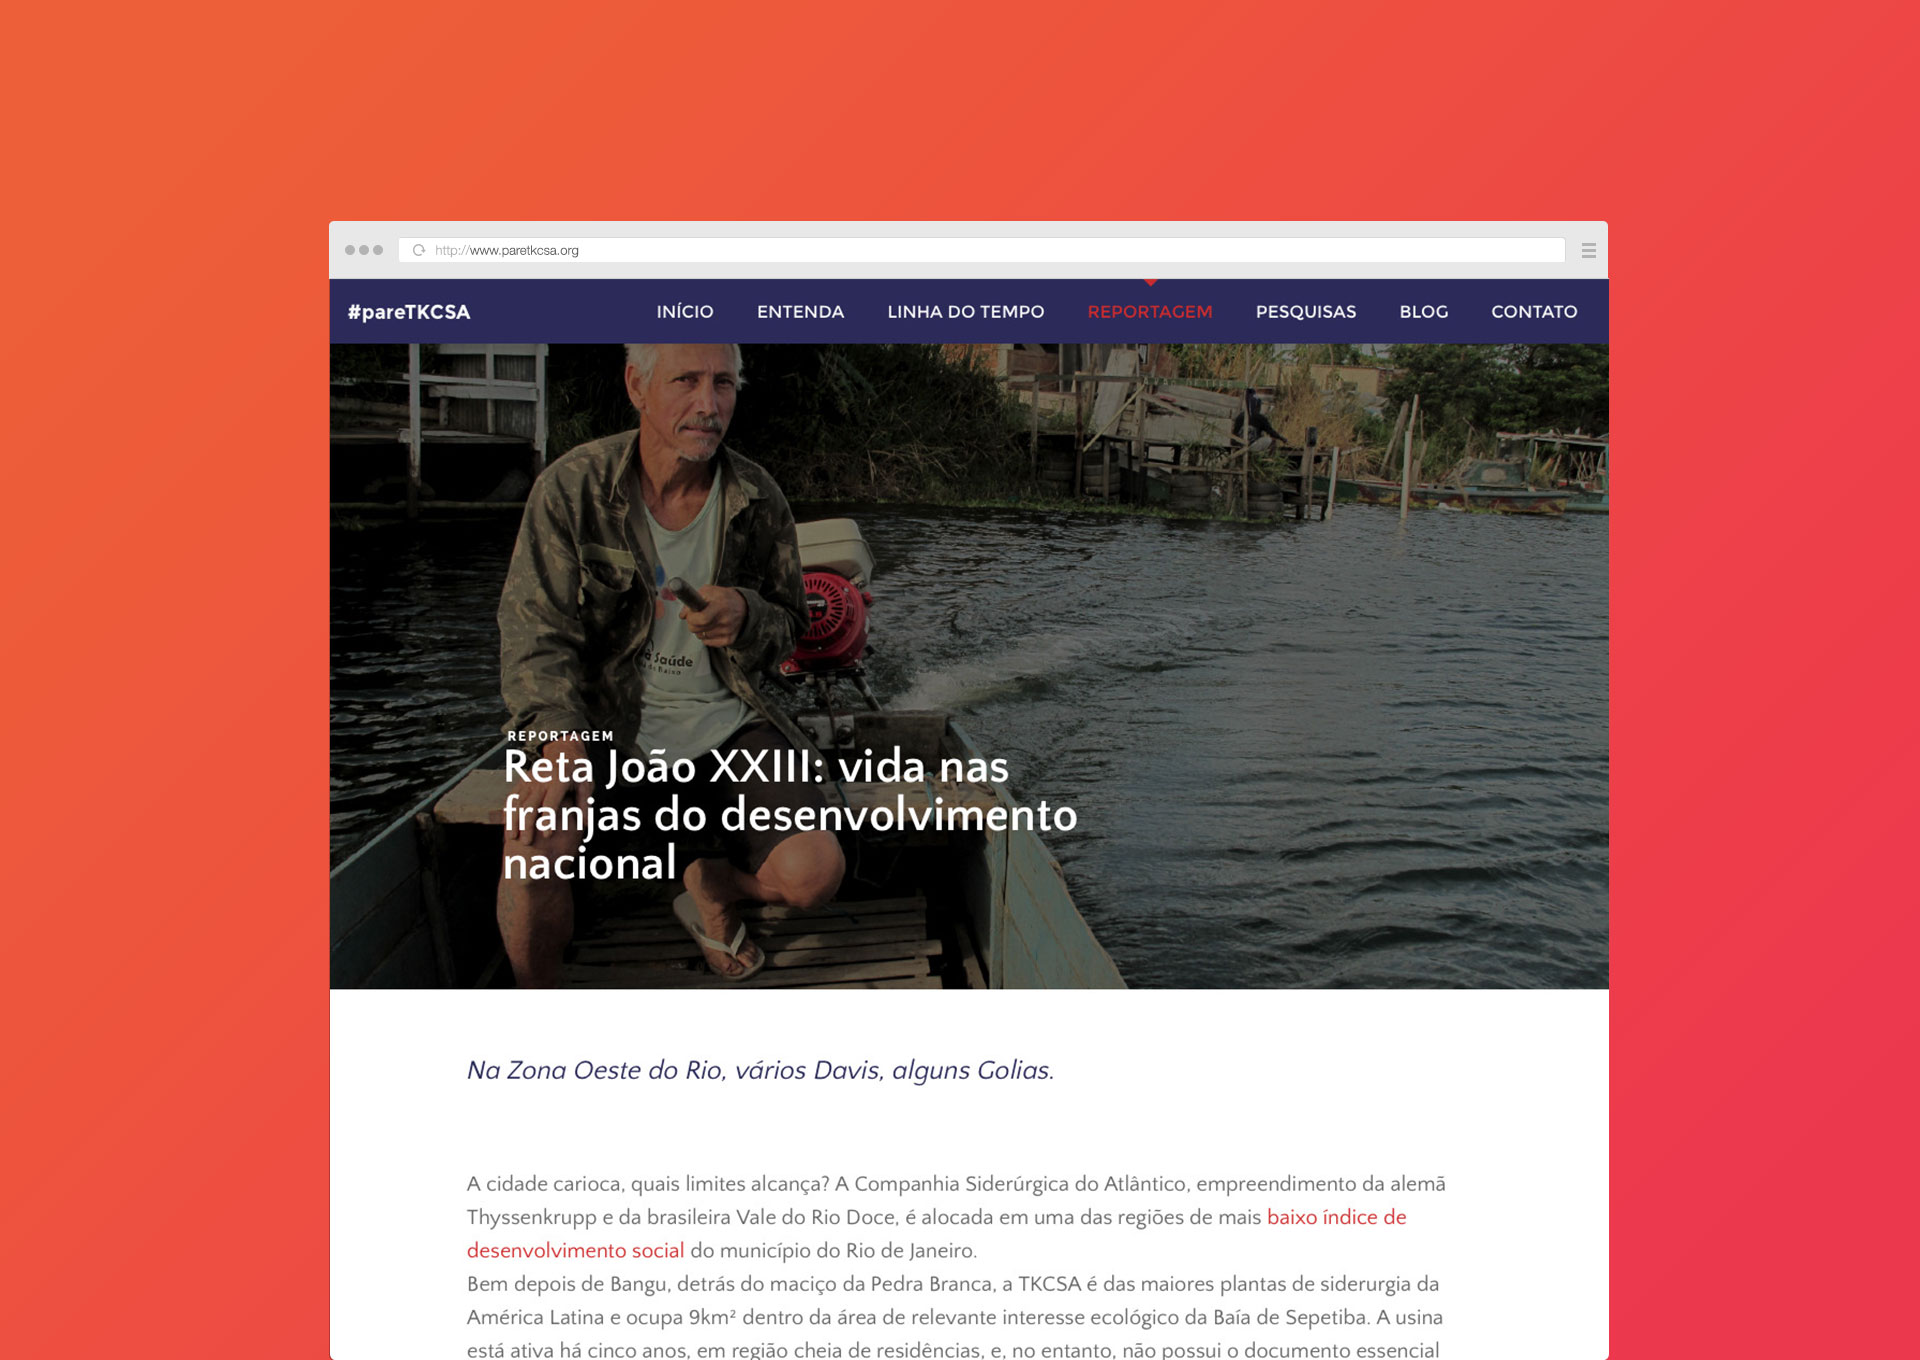 http://www.paretkcsa.org
#pareTKCSA INÍCIO ENTENDA LINHA DO TEMPO REPORTAGEM PESQUISAS BLOG CONTATO
Saúde
REPORTAGEM
Reta João XXIII: vida nas
franjas do desenvolvimento
nacional
Na Zona Oeste do Rio, vários Davis, alguns Golias.
A cidade carioca, quais limites alcança? A Companhia Siderúrgica do Atlântico, empreendimento da alemã
Thyssenkrupp e da brasileira Vale do Rio Doce, é alocada em uma das regiões de mais baixo índice de
desenvolvimento social do município do Rio de Janeiro.
Bem depois de Bangu, detrás do maciço da Pedra Branca, a TKCSA é das maiores plantas de siderurgia da
América Latina e ocupa 9km² dentro da área de relevante interesse ecológico da Baía de Sepetiba. A usina
está ativa há cinco anos, em região cheia de residências, e, no entanto, não possui o documento essencial